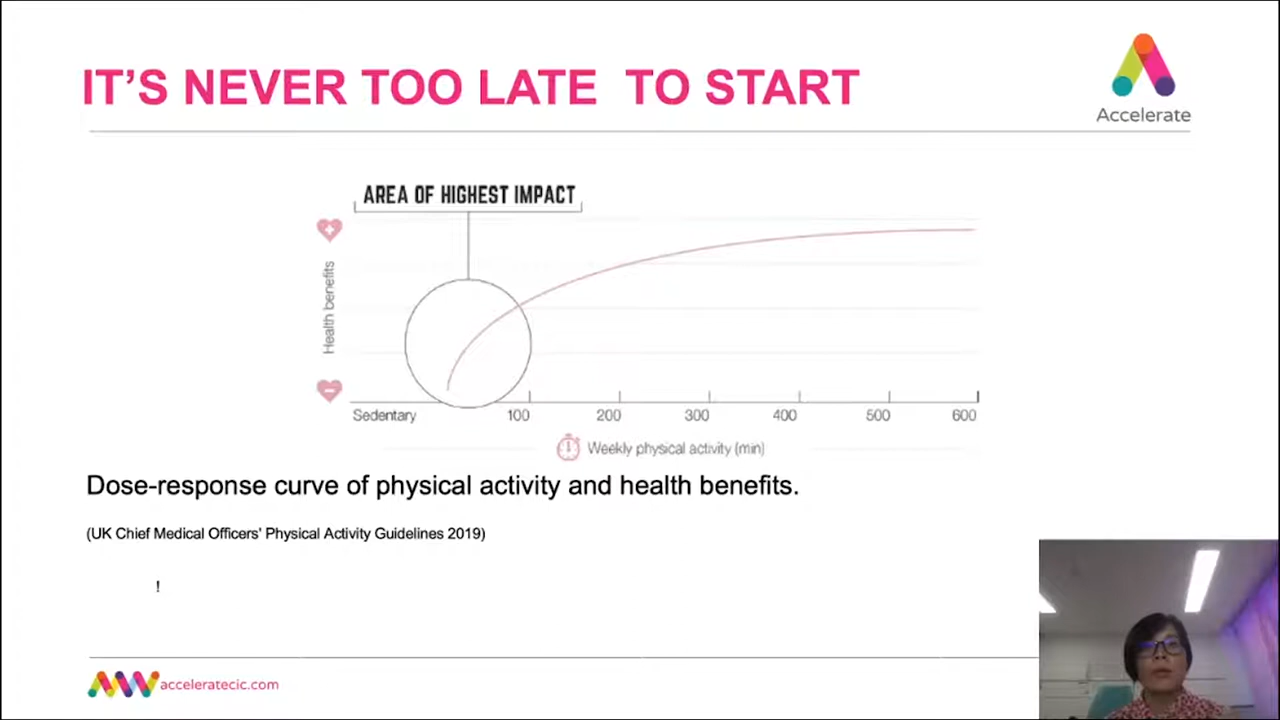 IT'S NEVER TOO LATE TO START
Accelerate
AREA OF HIGHEST IMPACT
Health benefits
Sedentary 100 200 300 400 500 600
Weekly physical activity (min)
Dose-response curve of physical activity and health benefits.
(UK Chief Medical Officers' Physical Activity Guidelines 2019)
!
acceleratecic.com